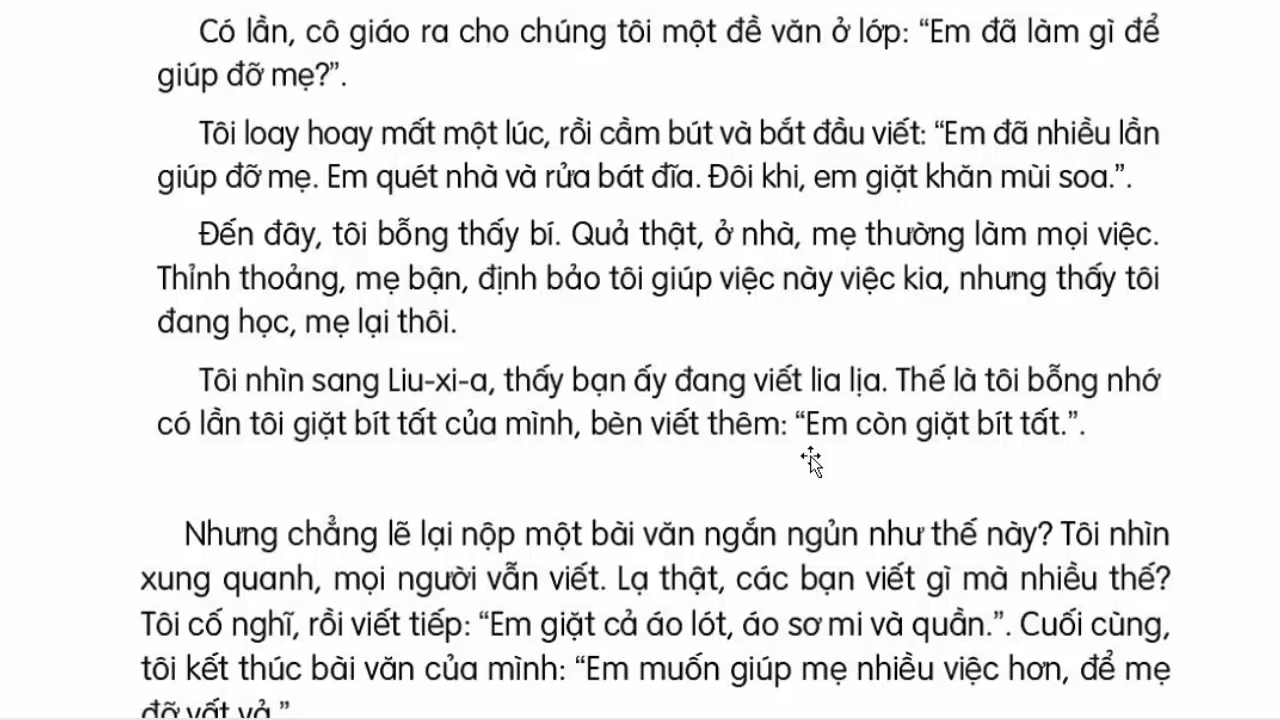 Có lần, cô giáo ra cho chúng tôi một đề văn ở lớp: “Em đã làm gì để
giúp đỡ mẹ?”.
Tôi loay hoay mất một lúc, rồi cầm bút và bắt đầu viết: “Em đã nhiều lần
giúp đỡ mẹ. Em quét nhà và rửa bát đĩa. Đôi khi, em giặt khăn mùi soa.”.
Đến đây, tôi bỗng thấy bí. Quả thật, ở nhà, mẹ thường làm mọi việc.
Thỉnh thoảng, mẹ bận, định bảo tôi giúp việc này việc kia, nhưng thấy tôi
đang học, mẹ lại thôi.
Tôi nhìn sang Liu-xi-a, thấy bạn ấy đang viết lia lịa. Thế là tôi bỗng nhớ
có lần tôi giặt bít tất của mình, bèn viết thêm: “Em còn giặt bít tất.”.
Nhưng chẳng lẽ lại nộp một bài văn ngắn ngủn như thế này? Tôi nhìn
xung quanh, mọi người vẫn viết. Lạ thật, các bạn viết gì mà nhiều thế?
Tôi cố nghĩ, rồi viết tiếp: “Em giặt cả áo lót, áo sơ mi và quần.”. Cuối cùng,
tôi kết thúc bài văn của mình: “Em muốn giúp mẹ nhiều việc hơn, để mẹ
đỡ vất vả.”